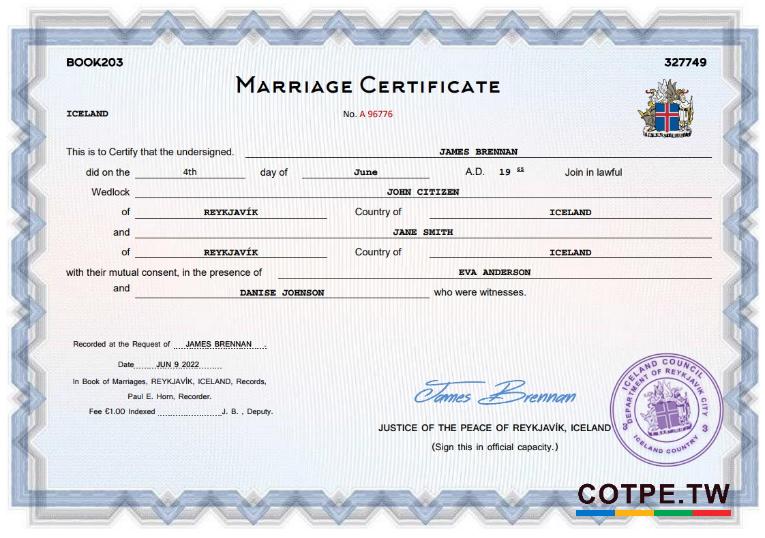 BOOK203 327749
MARRIAGE CERTIFICATE
ICELAND No. A 96776
This is to Certify that the undersigned. JAMES BRENNAN
did on the 4th day of June A.D. 19 Join in lawful
Wedlock JOHN CITIZEN
of REYKJAVÍK Country of ICELAND
and JANE SMITH
of REYKJAVÍK Country of ICELAND
with their mutual consent, in the presence of EVA ANDERSON
and DANISE JOHNSON who were witnesses.
Recorded at the Request of JAMES BRENNAN
Date JUN 9 2022
In Book of Marriages, REYKJAVÍK, ICELAND, Records,
Paul E. Horn, Recorder.
Fee €1.00 Indexed J. B. , Deputy.
James Brennan
JUSTICE OF THE PEACE OF REYKJAVÍK, ICELAND
(Sign this in official capacity.)
ICELAND COUNCIL
DEPARTMENT OF REYKJAVIK CITY
ICELAND COUNTRY
COTPE.TW